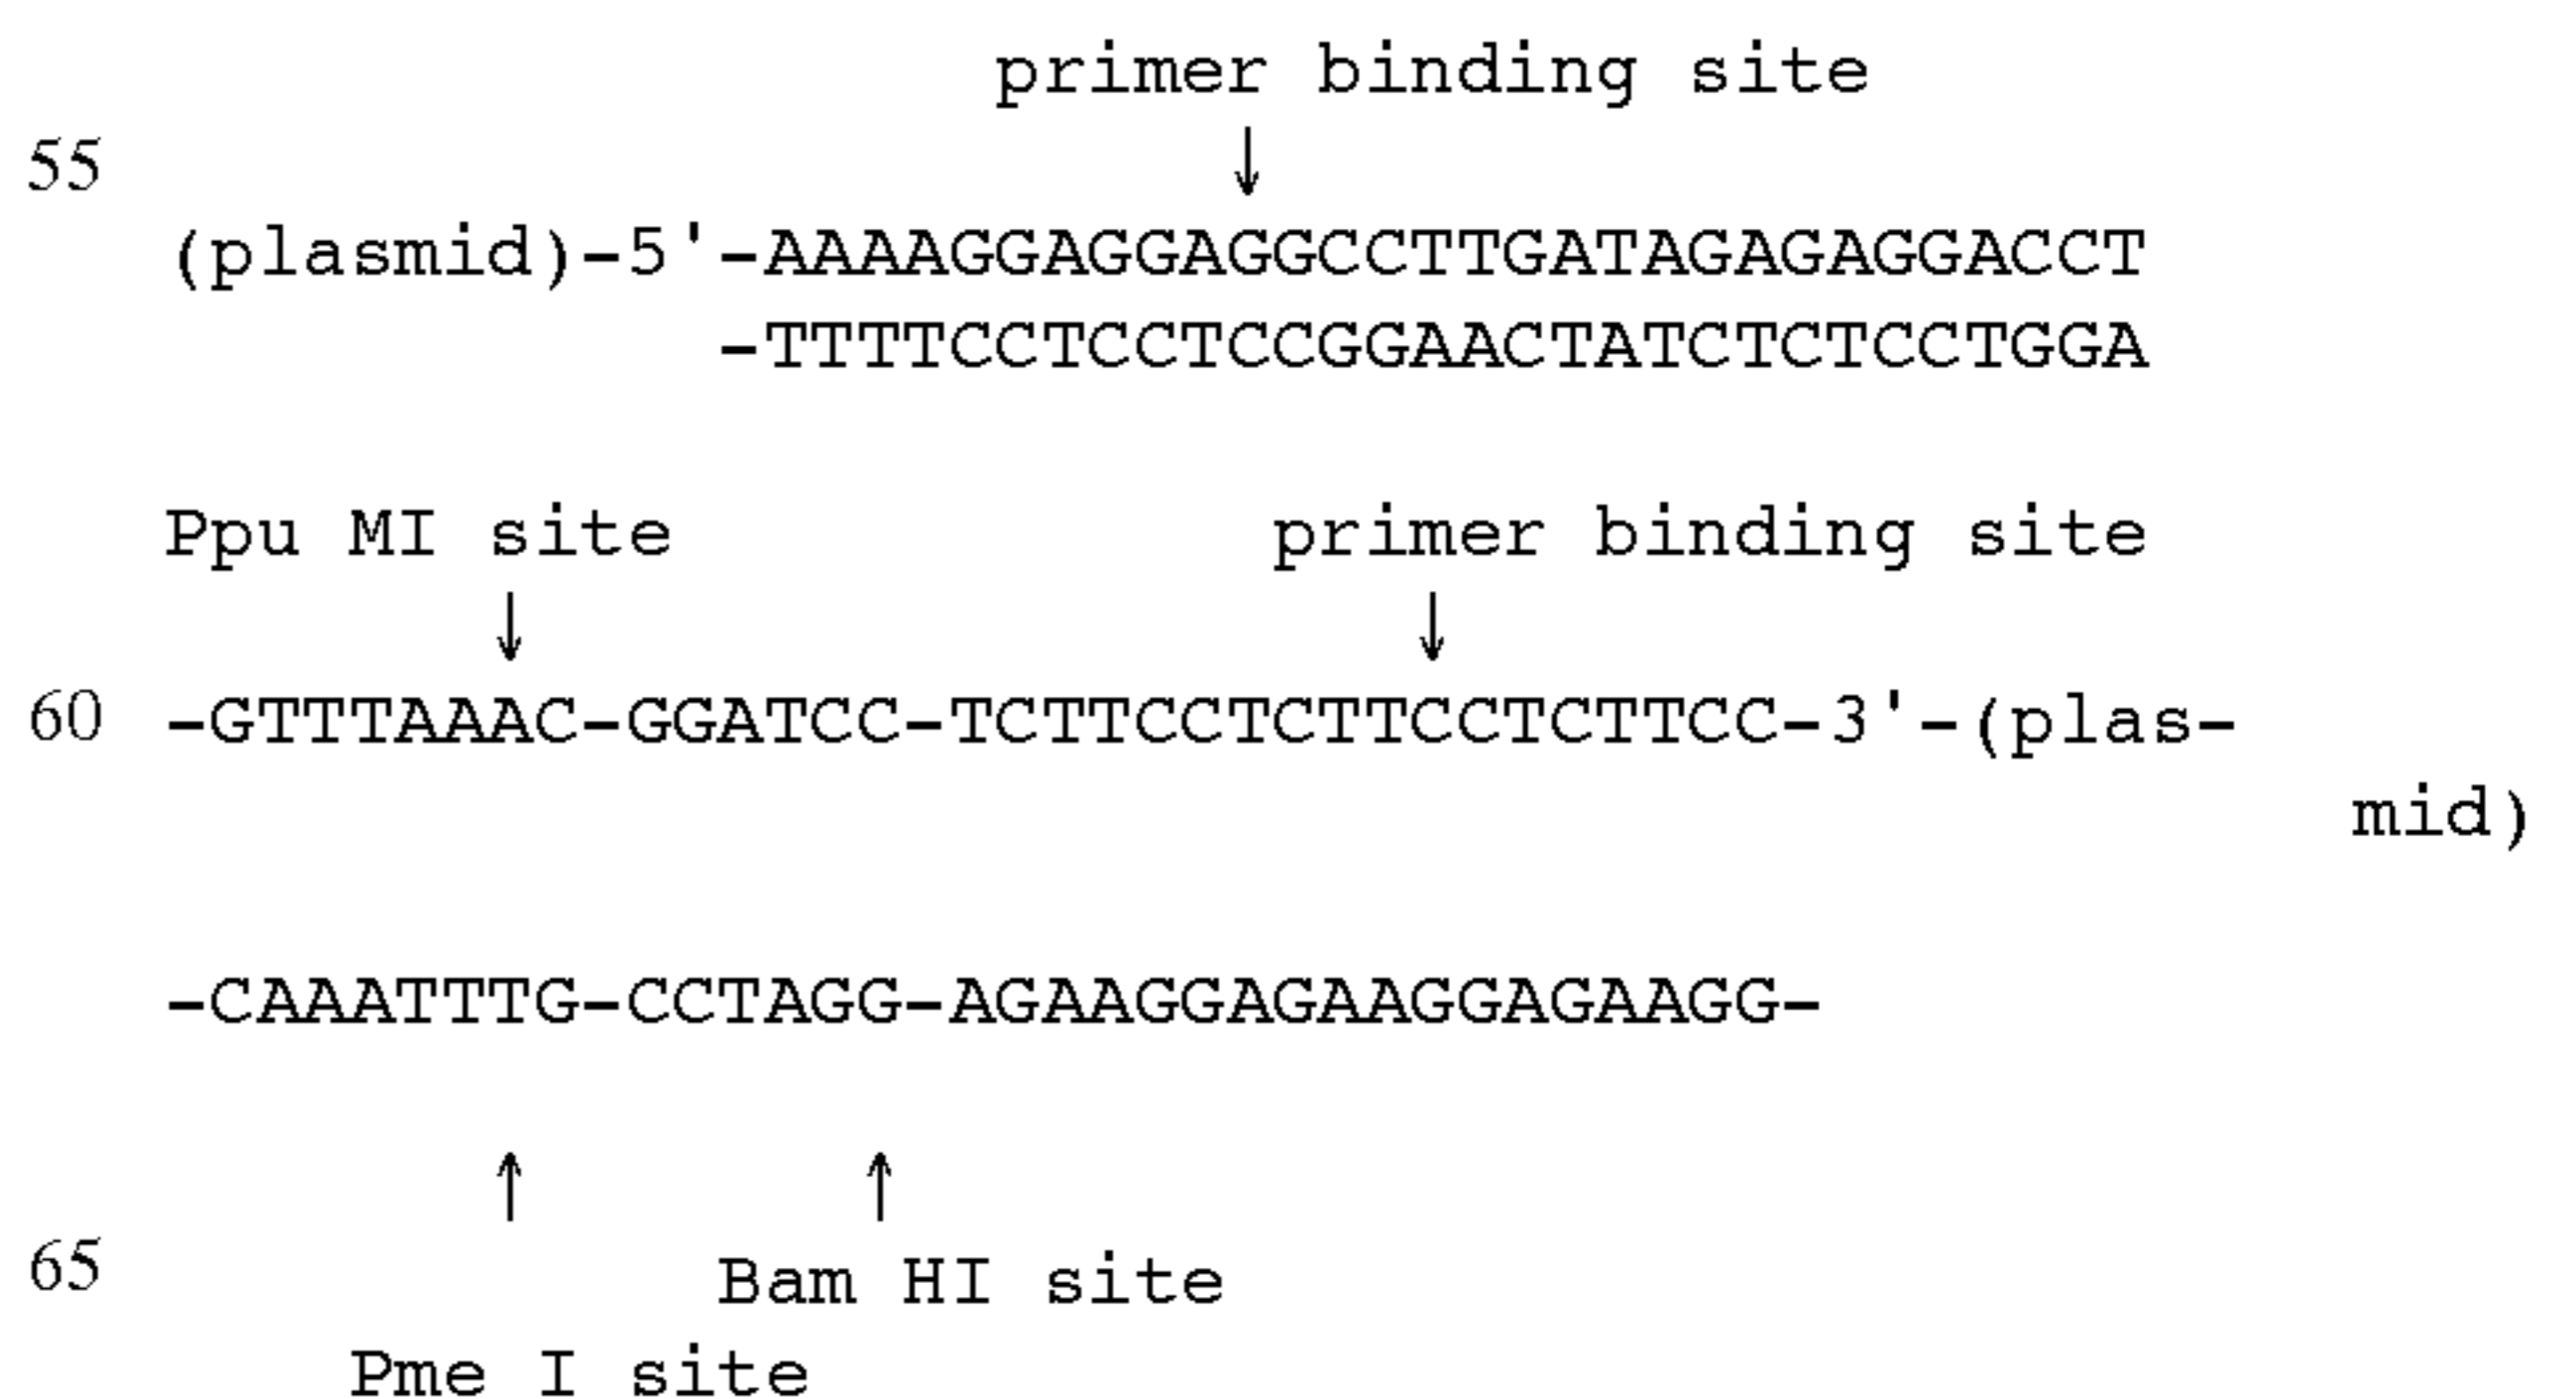 primer binding site
55
↓
(plasmid)-5'-AAAAGGAGGAGGCCTTGATAGAGAGGACCT
-TTTTCCTCCTCCGGAACTATCTCTCCTGGA
Ppu MI site primer binding site
↓ ↓
60 -GTTTAAAC-GGATCC-TCTTCCTCTTCCTCTTCC-3'-(plas-
mid)
-CAAATTTG-CCTAGG-AGAAGGAGAAGGAGAAGG-
↑ ↑
65 Bam HI site
Pme I site